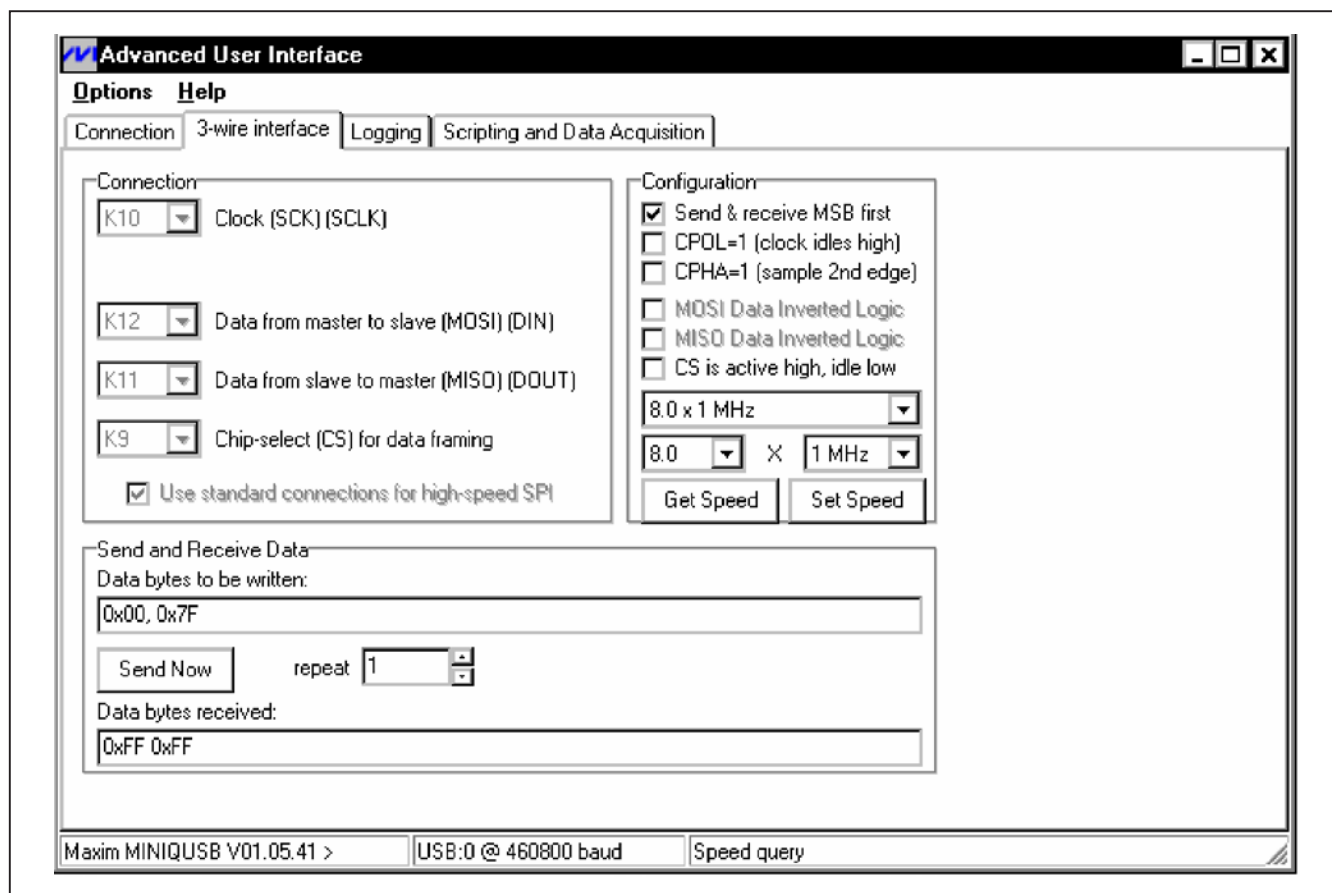 Advanced User Interface
Options Help
Connection 3-wire interface Logging Scripting and Data Acquisition
Connection
K10 Clock (SCK) (SCLK)
K12 Data from master to slave (MOSI) (DIN)
K11 Data from slave to master (MISO) (DOUT)
K9 Chip-select (CS) for data framing
Use standard connections for high-speed SPI
Configuration
Send & receive MSB first
CPOL=1 (clock idles high)
CPHA=1 (sample 2nd edge)
MOSI Data Inverted Logic
MISO Data Inverted Logic
CS is active high, idle low
8.0 x 1 MHz
8.0 X 1 MHz
Get Speed Set Speed
Send and Receive Data
Data bytes to be written:
0x00, 0x7F
Send Now repeat 1
Data bytes received:
0xFF 0xFF
Maxim MINIQUSB V01.05.41 > USB:0 @ 460800 baud Speed query